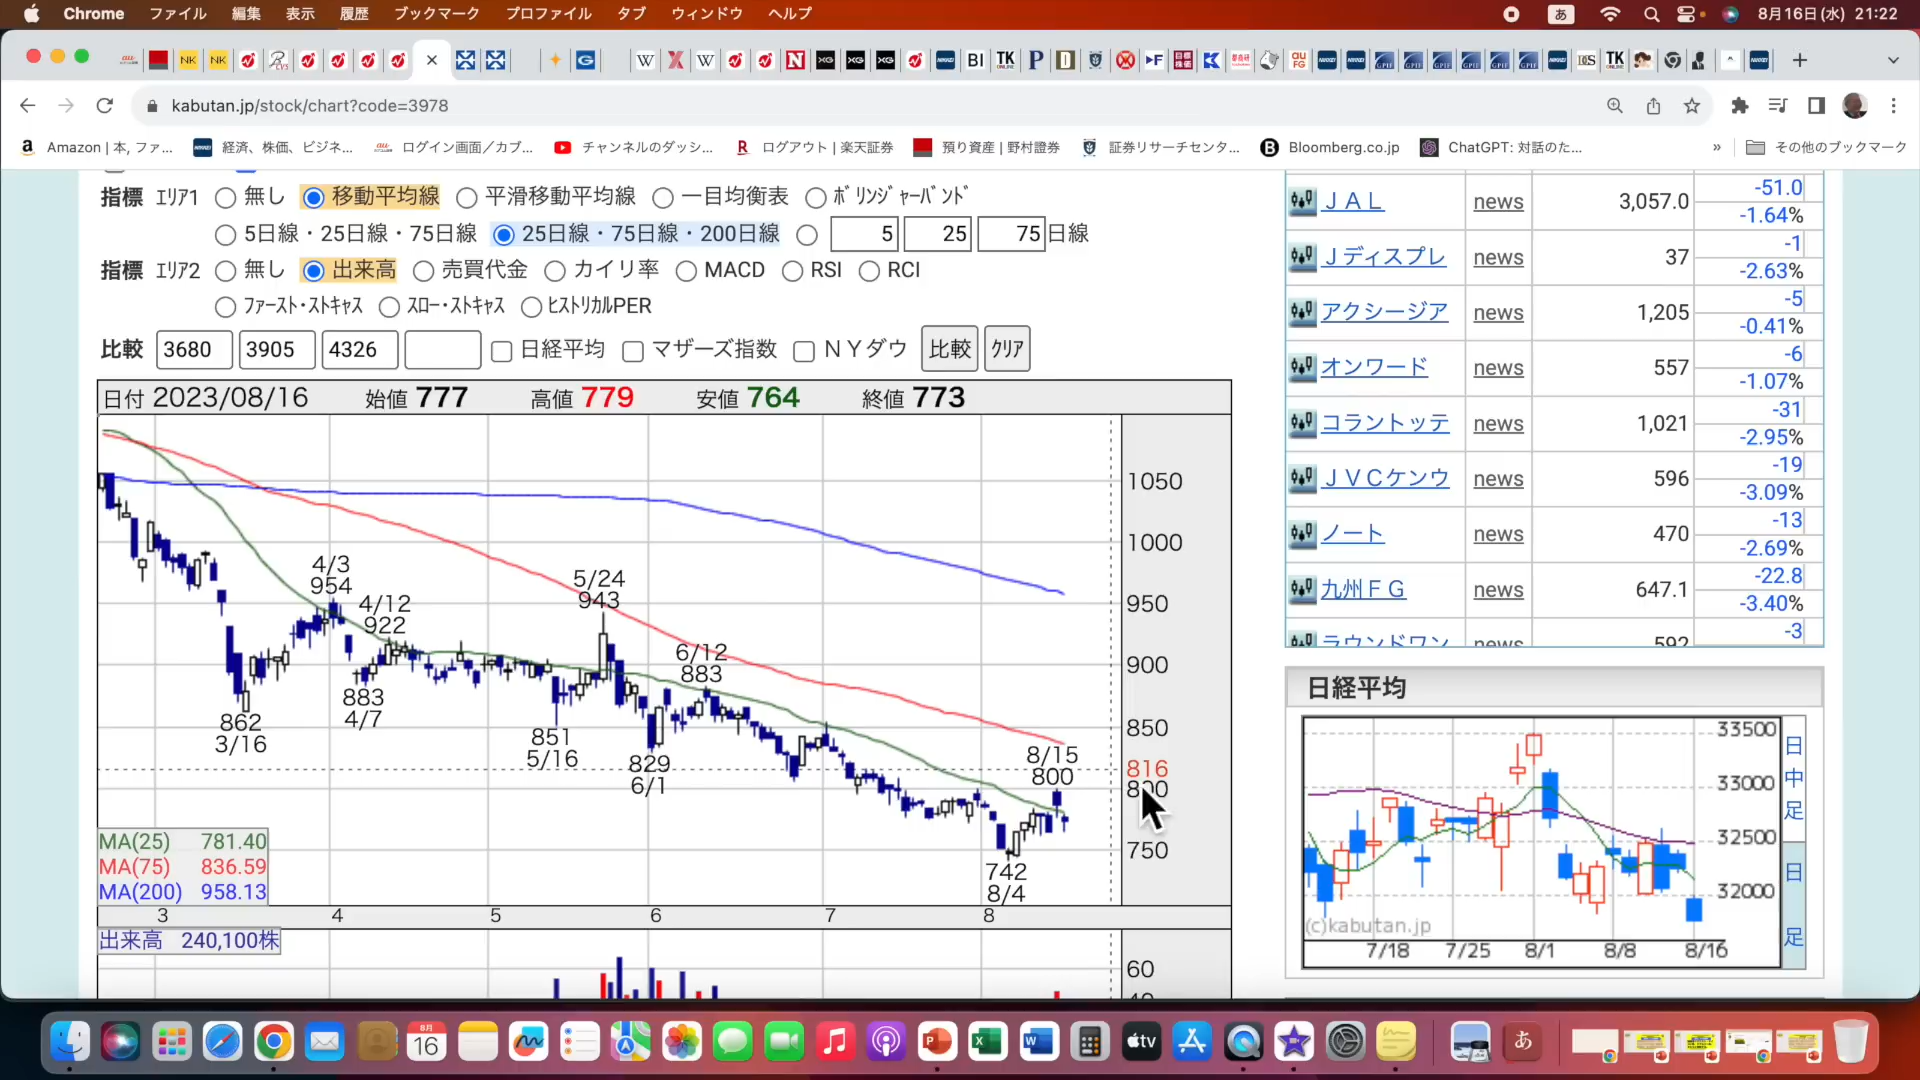 Chrome ファイル 編集 表示 履歴 ブックマーク プロファイル タブ ウィンドウ ヘルプ あ 8月16日(水) 21:22
kabutan.jp/stock/chart?code=3978
Amazon | 本, ファ... 経済、株価、ビジネ... ログイン画面／カブ... チャンネルのダッシ... ログアウト | 楽天証券 預り資産 | 野村證券 証券リサーチセンタ... Bloomberg.co.jp ChatGPT: 対話のた... » その他のブックマーク
指標 ｴﾘｱ1 無し 移動平均線 平滑移動平均線 一目均衡表 ﾎﾞﾘﾝｼﾞｬｰﾊﾞﾝﾄﾞ
5日線・25日線・75日線 25日線・75日線・200日線 5 25 75 日線
指標 ｴﾘｱ2 無し 出来高 売買代金 カイリ率 MACD RSI RCI
ﾌｧｰｽﾄ･ｽﾄｷｬｽ ｽﾛｰ･ｽﾄｷｬｽ ﾋｽﾄﾘｶﾙPER
比較 3680 3905 4326 日経平均 マザーズ指数 ＮＹダウ 比較 ｸﾘｱ
日付 2023/08/16 始値 777 高値 779 安値 764 終値 773
1050
1000
950
900
850
816
800
750
4/3
954
4/12
922
5/24
943
6/12
883
862
3/16
883
4/7
851
5/16
829
6/1
8/15
800
742
8/4
MA(25) 781.40
MA(75) 836.59
MA(200) 958.13
3 4 5 6 7 8
出来高 240,100株
60
ＪＡＬ news 3,057.0 -51.0 -1.64%
Ｊディスプレ news 37 -1 -2.63%
アクシージア news 1,205 -5 -0.41%
オンワード news 557 -6 -1.07%
コラントッテ news 1,021 -31 -2.95%
ＪＶＣケンウ news 596 -19 -3.09%
ノート news 470 -13 -2.69%
九州ＦＧ news 647.1 -22.8 -3.40%
ラウンドワン news 592 -3
日経平均
33500
33000
32500
32000
(c)kabutan.jp
7/18 7/25 8/1 8/8 8/16
日中足
日足